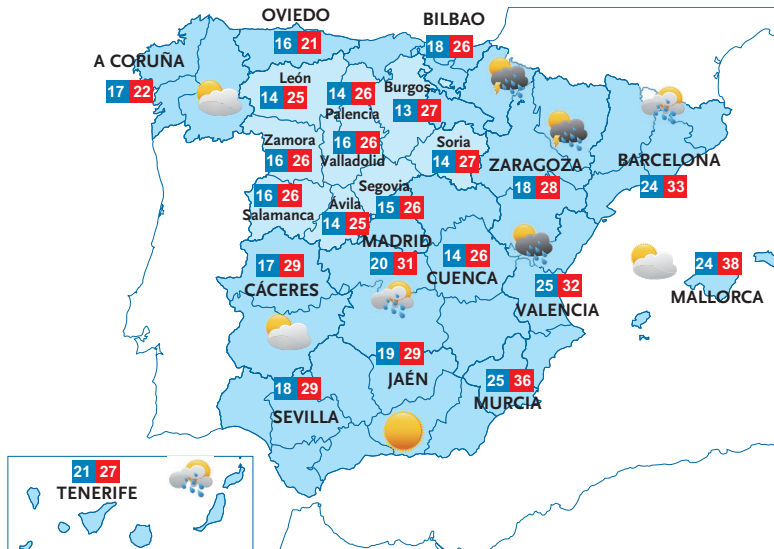 OVIEDO
16 21
BILBAO
18 26
A CORUÑA
17 22
León
14 25
14 26
Palencia
Burgos
13 27
Zamora
16 26
16 26
Valladolid
Soria
14 27
ZARAGOZA
18 28
BARCELONA
24 33
16 26
Salamanca
Ávila
14 25
Segovia
15 26
MADRID
20 31
14 26
CUENCA
17 29
CÁCERES
25 32
VALENCIA
24 38
MALLORCA
19 29
JAÉN
18 29
SEVILLA
25 36
MURCIA
21 27
TENERIFE